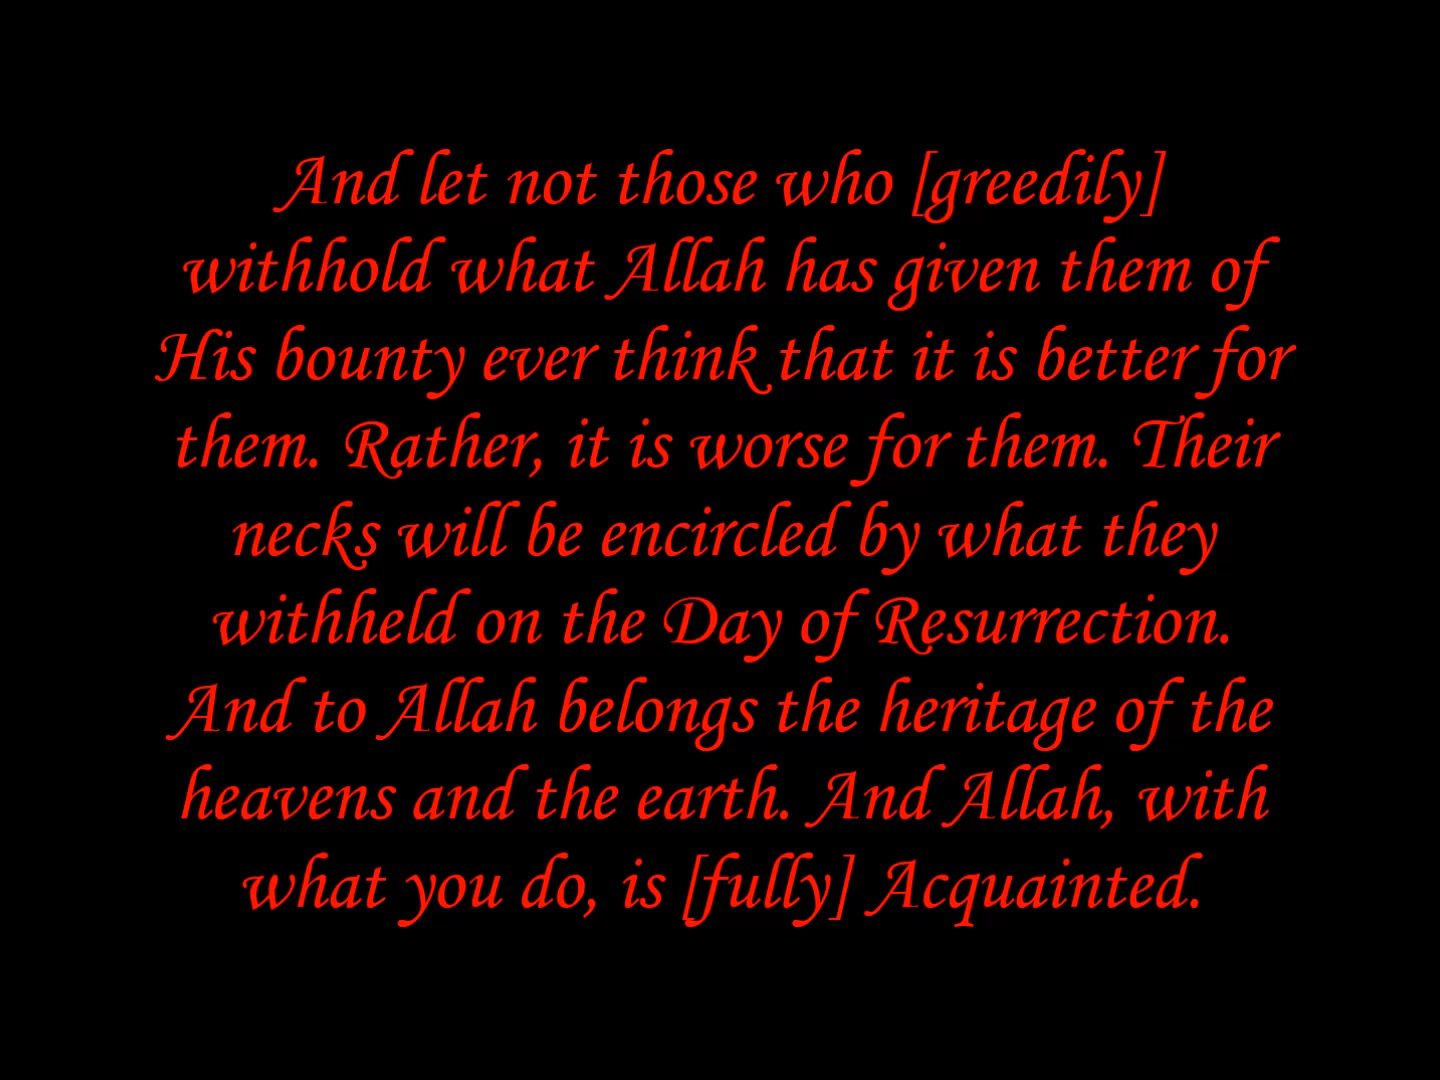 And let not those who [greedily]
withhold what Allah has given them of
His bounty ever think that it is better for
them. Rather, it is worse for them. Their
necks will be encircled by what they
withheld on the Day of Resurrection.
And to Allah belongs the heritage of the
heavens and the earth. And Allah, with
what you do, is [fully] Acquainted.